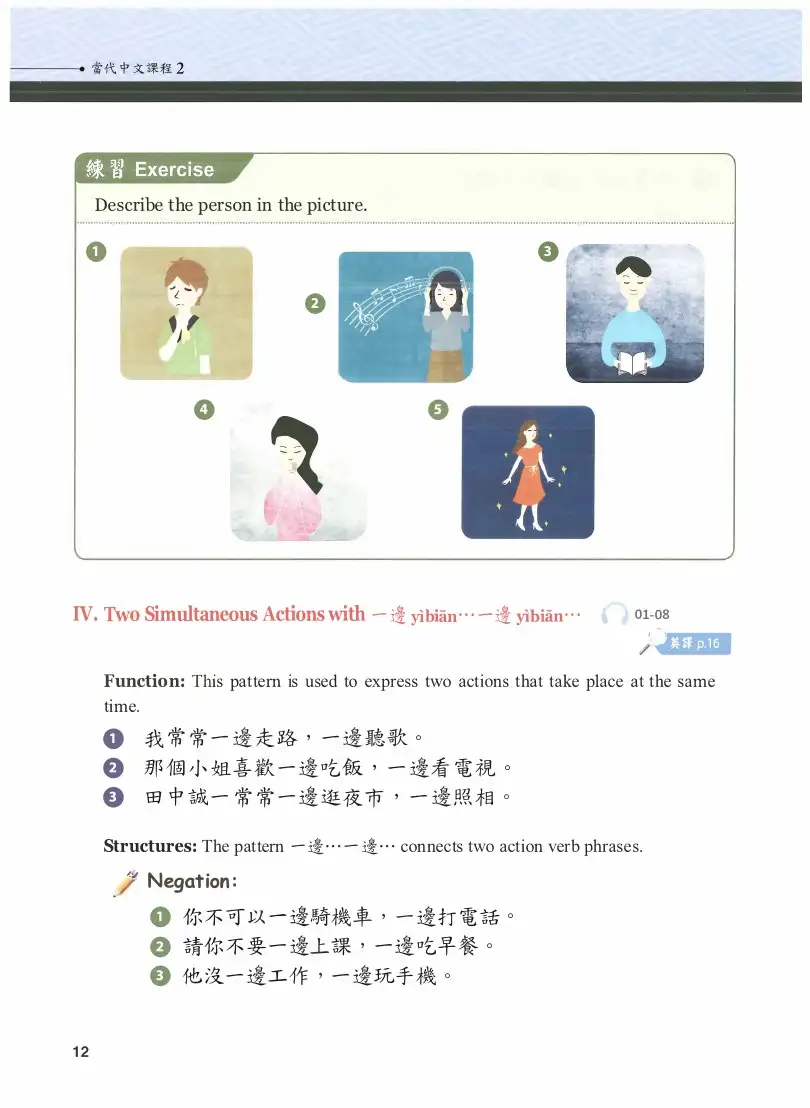 當代中文課程 2
練習 Exercise
Describe the person in the picture.
1
2
3
4
5
IV. Two Simultaneous Actions with 一邊 yìbiān⋯一邊 yìbiān⋯
01-08
英譯 p.16
Function: This pattern is used to express two actions that take place at the same
time.
1 我常常一邊走路,一邊聽歌。
2 那個小姐喜歡一邊吃飯,一邊看電視。
3 田中誠一常常一邊逛夜市,一邊照相。
Structures: The pattern 一邊⋯一邊⋯ connects two action verb phrases.
Negation:
1 你不可以一邊騎機車,一邊打電話。
2 請你不要一邊上課,一邊吃早餐。
3 他沒一邊工作,一邊玩手機。
12